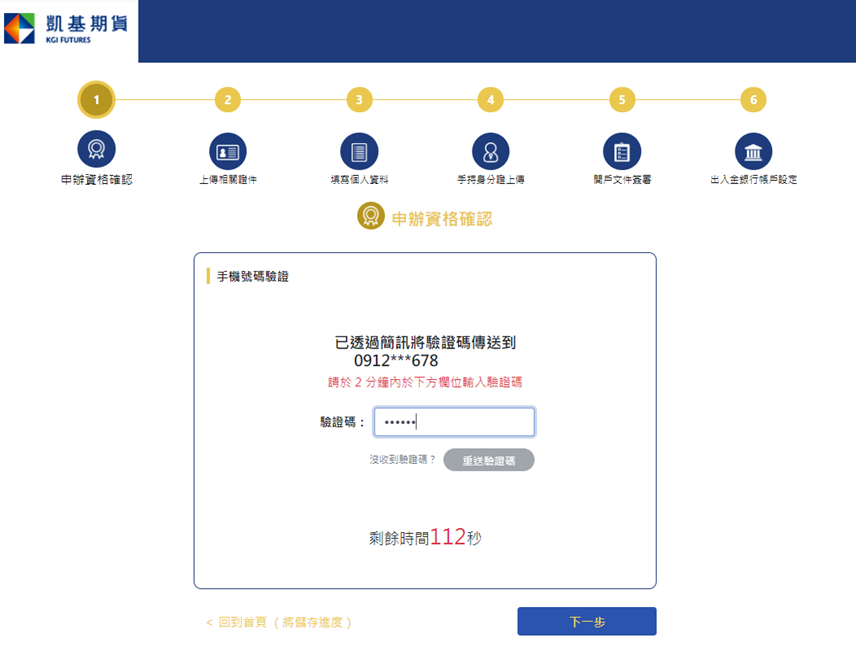 凱基期貨
KGI FUTURES
1 2 3 4 5 6
申辦資格確認 上傳相關證件 填寫個人資料 手持身分證上傳 開戶文件簽署 出入金銀行帳戶設定
申辦資格確認
手機號碼驗證
已透過簡訊將驗證碼傳送到
0912***678
請於 2 分鐘內於下方欄位輸入驗證碼
驗證碼： ••••••
沒收到驗證碼？ 重送驗證碼
剩餘時間112秒
< 回到首頁（將儲存進度） 下一步